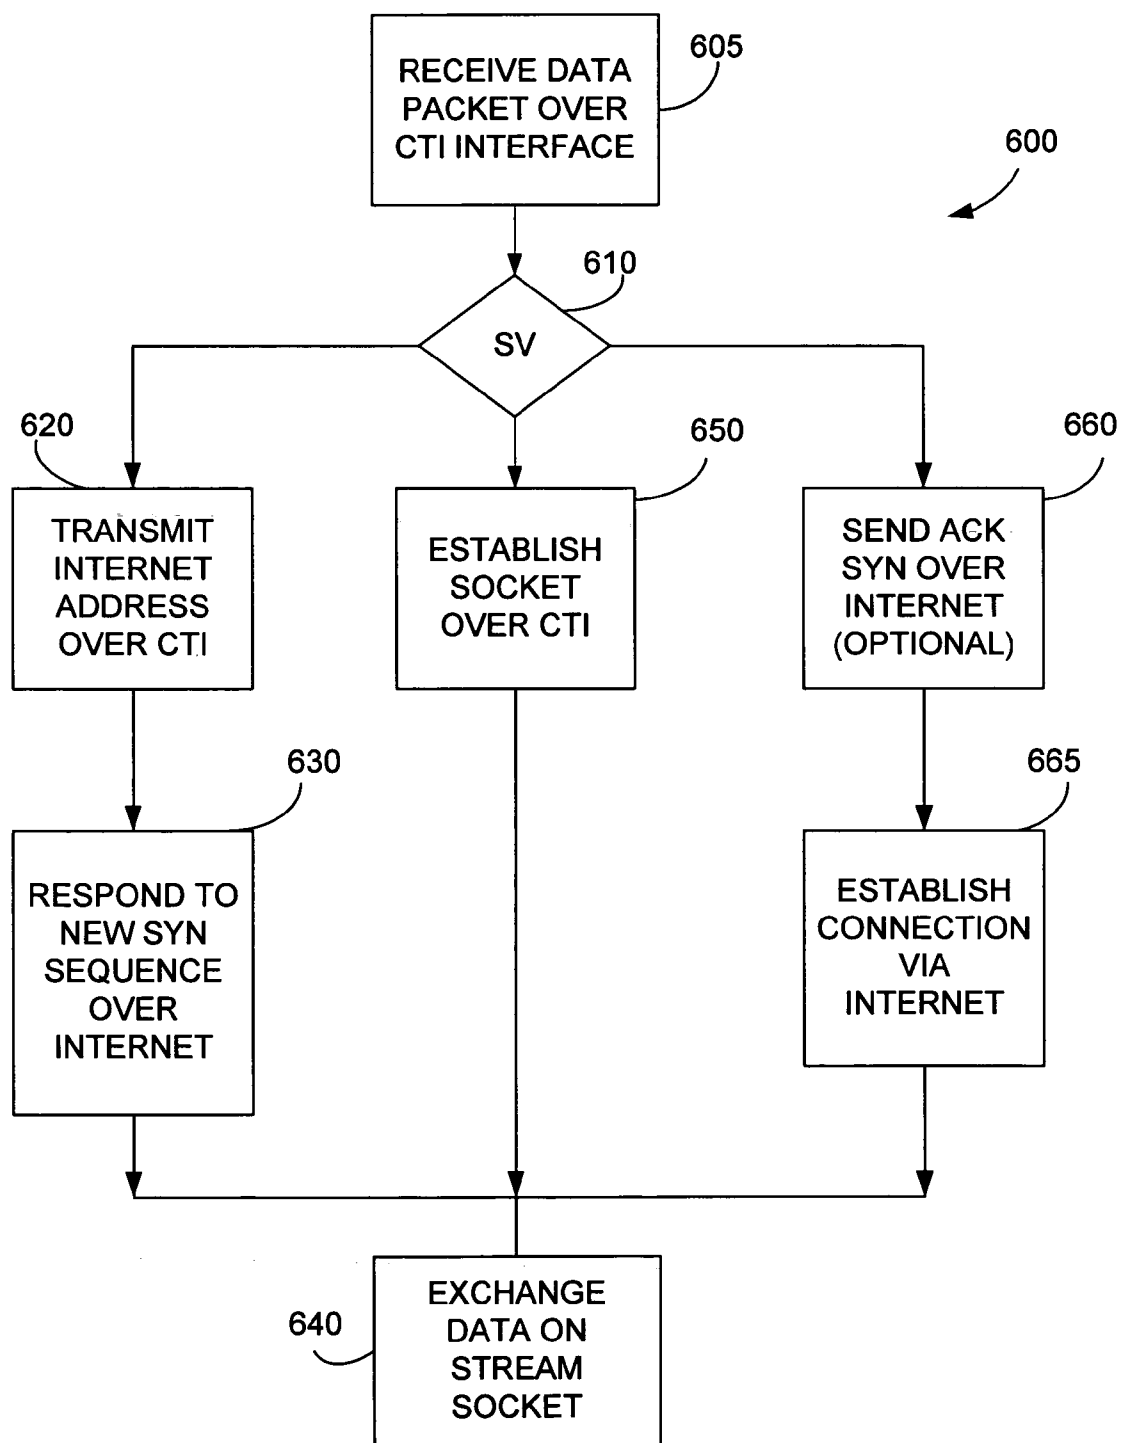 605
RECEIVE DATA
PACKET OVER
CTI INTERFACE
600
610
SV
620
650
660
TRANSMIT
INTERNET
ADDRESS
OVER CTI
ESTABLISH
SOCKET
OVER CTI
SEND ACK
SYN OVER
INTERNET
(OPTIONAL)
630
665
RESPOND TO
NEW SYN
SEQUENCE
OVER
INTERNET
ESTABLISH
CONNECTION
VIA
INTERNET
640
EXCHANGE
DATA ON
STREAM
SOCKET